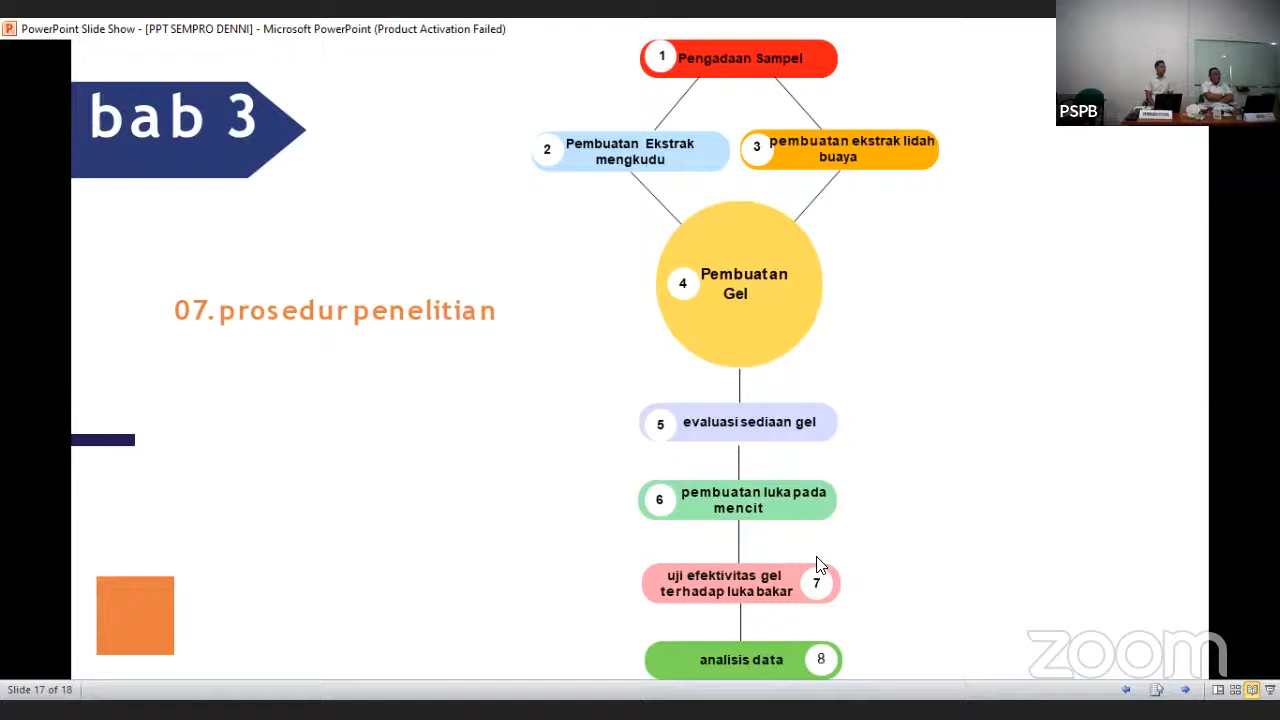 PowerPoint Slide Show - [PPT SEMPRO DENNI] - Microsoft PowerPoint (Product Activation Failed)
PSPB
bab 3
07. prosedur penelitian
1
Pengadaan Sampel
2
Pembuatan Ekstrak
mengkudu
3
pembuatan ekstrak lidah
buaya
4
Pembuatan
Gel
5
evaluasi sediaan gel
6
pembuatan luka pada
mencit
uji efektivitas gel
terhadap luka bakar
7
analisis data
8
zoom
Slide 17 of 18